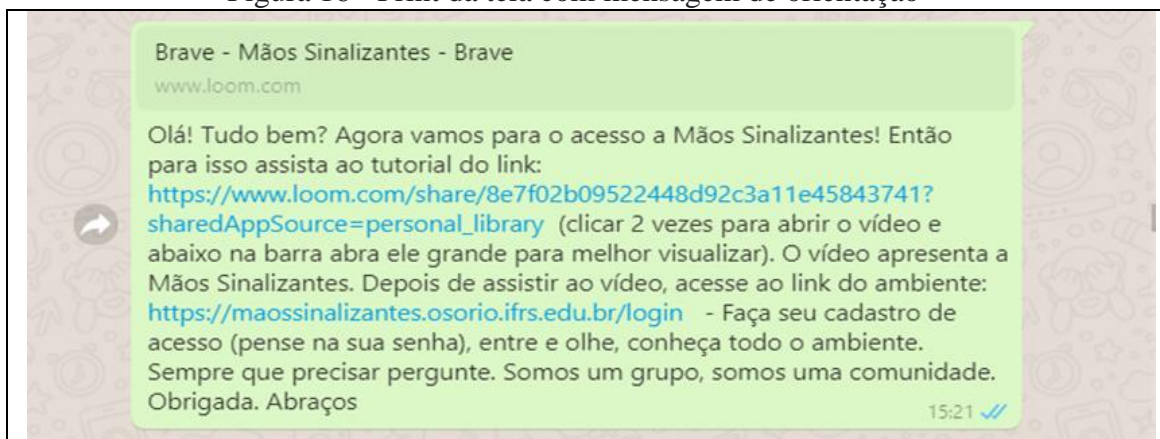 Figura 18 - Print da tela com mensagem de orientação
Brave - Mãos Sinalizantes - Brave
www.loom.com
Olá! Tudo bem? Agora vamos para o acesso a Mãos Sinalizantes! Então
para isso assista ao tutorial do link:
https://www.loom.com/share/8e7f02b09522448d92c3a11e45843741?
sharedAppSource=personal_library (clicar 2 vezes para abrir o vídeo e
abaixo na barra abra ele grande para melhor visualizar). O vídeo apresenta a
Mãos Sinalizantes. Depois de assistir ao vídeo, acesse ao link do ambiente:
https://maossinalizantes.osorio.ifrs.edu.br/login - Faça seu cadastro de
acesso (pense na sua senha), entre e olhe, conheça todo o ambiente.
Sempre que precisar pergunte. Somos um grupo, somos uma comunidade.
Obrigada. Abraços
15:21